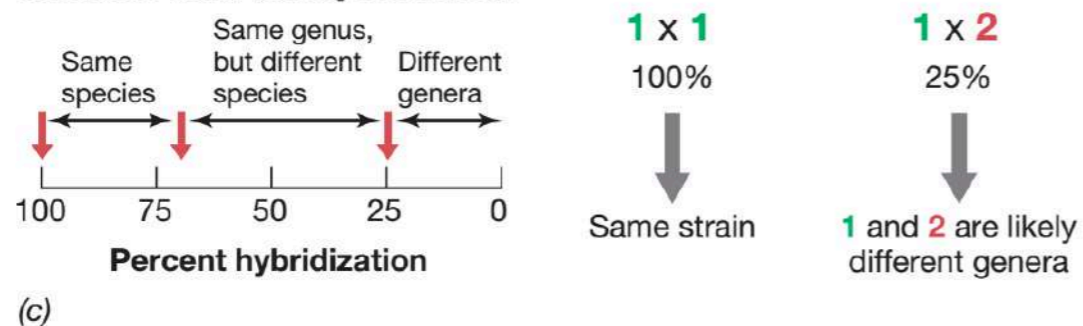 Same
species
Same genus,
but different
species
Different
genera
100
75
50
25
0
Percent hybridization
(c)
1 x 1
100%
Same strain
1 x 2
25%
1 and 2 are likely
different genera